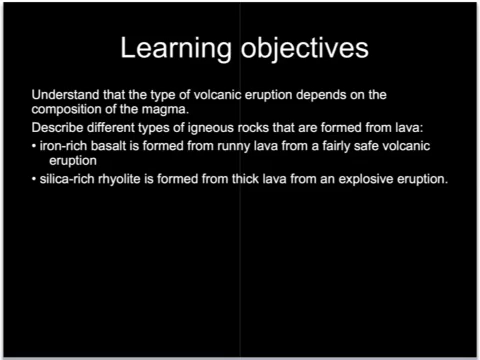 Learning objectives
Understand that the type of volcanic eruption depends on the
composition of the magma.
Describe different types of igneous rocks that are formed from lava:
• iron-rich basalt is formed from runny lava from a fairly safe volcanic
eruption
• silica-rich rhyolite is formed from thick lava from an explosive eruption.